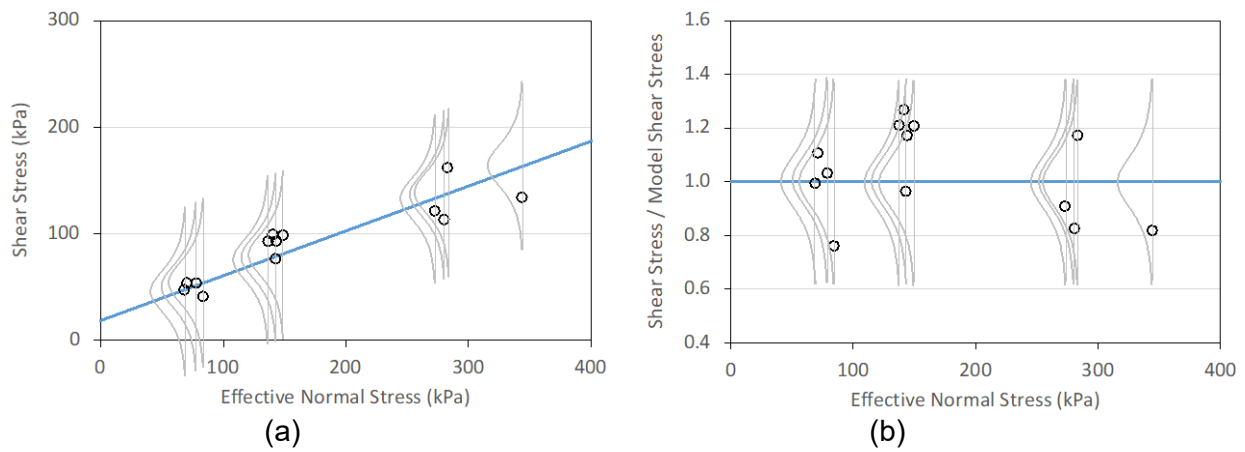 300
200
100
0
Shear Stress (kPa)
0 100 200 300 400
Effective Normal Stress (kPa)
(a)
1.6
1.4
1.2
1.0
0.8
0.6
0.4
Shear Stress / Model Shear Strees
0 100 200 300 400
Effective Normal Stress (kPa)
(b)